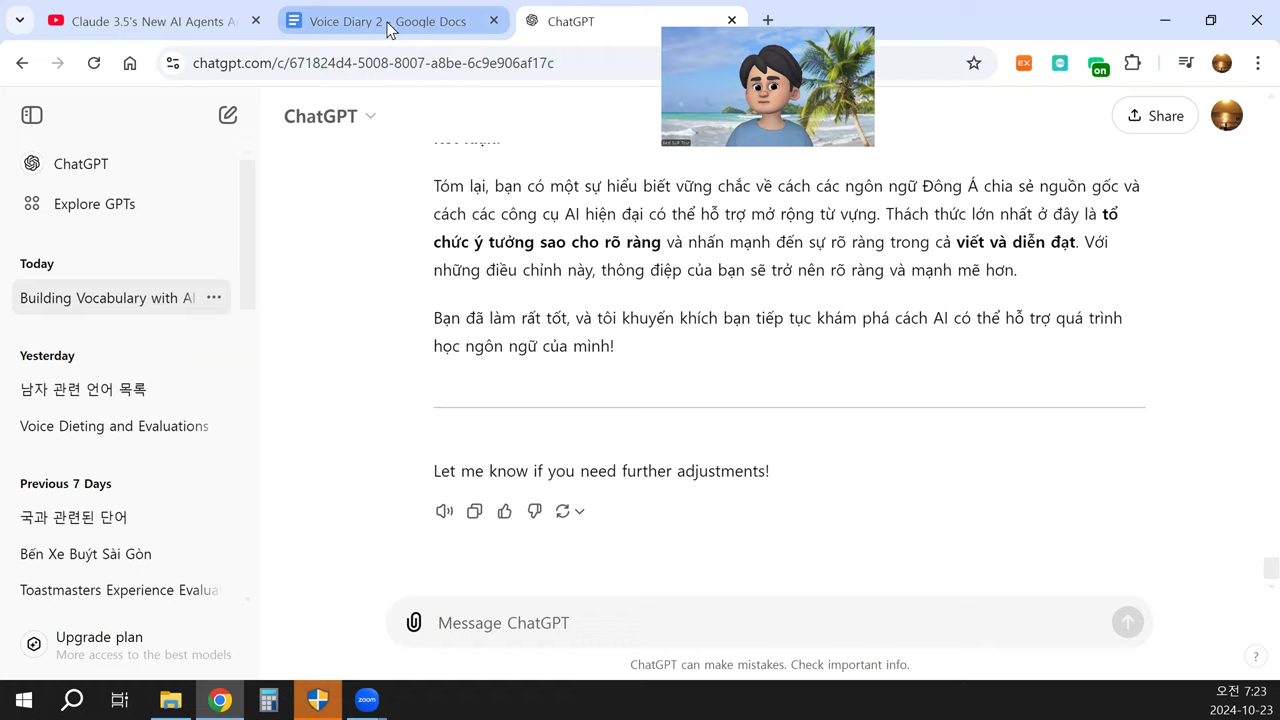 Claude 3.5's New AI Agents A
Voice Diary 2 - Google Docs
ChatGPT
chatgpt.com/c/671824d4-5008-8007-a8be-6c9e906af17c
EX
on
ChatGPT
Share
ChatGPT
Explore GPTs
Today
Building Vocabulary with AI
Yesterday
남자 관련 언어 목록
Voice Dieting and Evaluations
Previous 7 Days
국과 관련된 단어
Bến Xe Buýt Sài Gòn
Toastmasters Experience Evalua
Upgrade plan
More access to the best models
Tóm lại, bạn có một sự hiểu biết vững chắc về cách các ngôn ngữ Đông Á chia sẻ nguồn gốc và
cách các công cụ AI hiện đại có thể hỗ trợ mở rộng từ vựng. Thách thức lớn nhất ở đây là tổ
chức ý tưởng sao cho rõ ràng và nhấn mạnh đến sự rõ ràng trong cả viết và diễn đạt. Với
những điều chỉnh này, thông điệp của bạn sẽ trở nên rõ ràng và mạnh mẽ hơn.
Bạn đã làm rất tốt, và tôi khuyến khích bạn tiếp tục khám phá cách AI có thể hỗ trợ quá trình
học ngôn ngữ của mình!
Let me know if you need further adjustments!
Message ChatGPT
ChatGPT can make mistakes. Check important info.
?
zoom
오전 7:23
2024-10-23